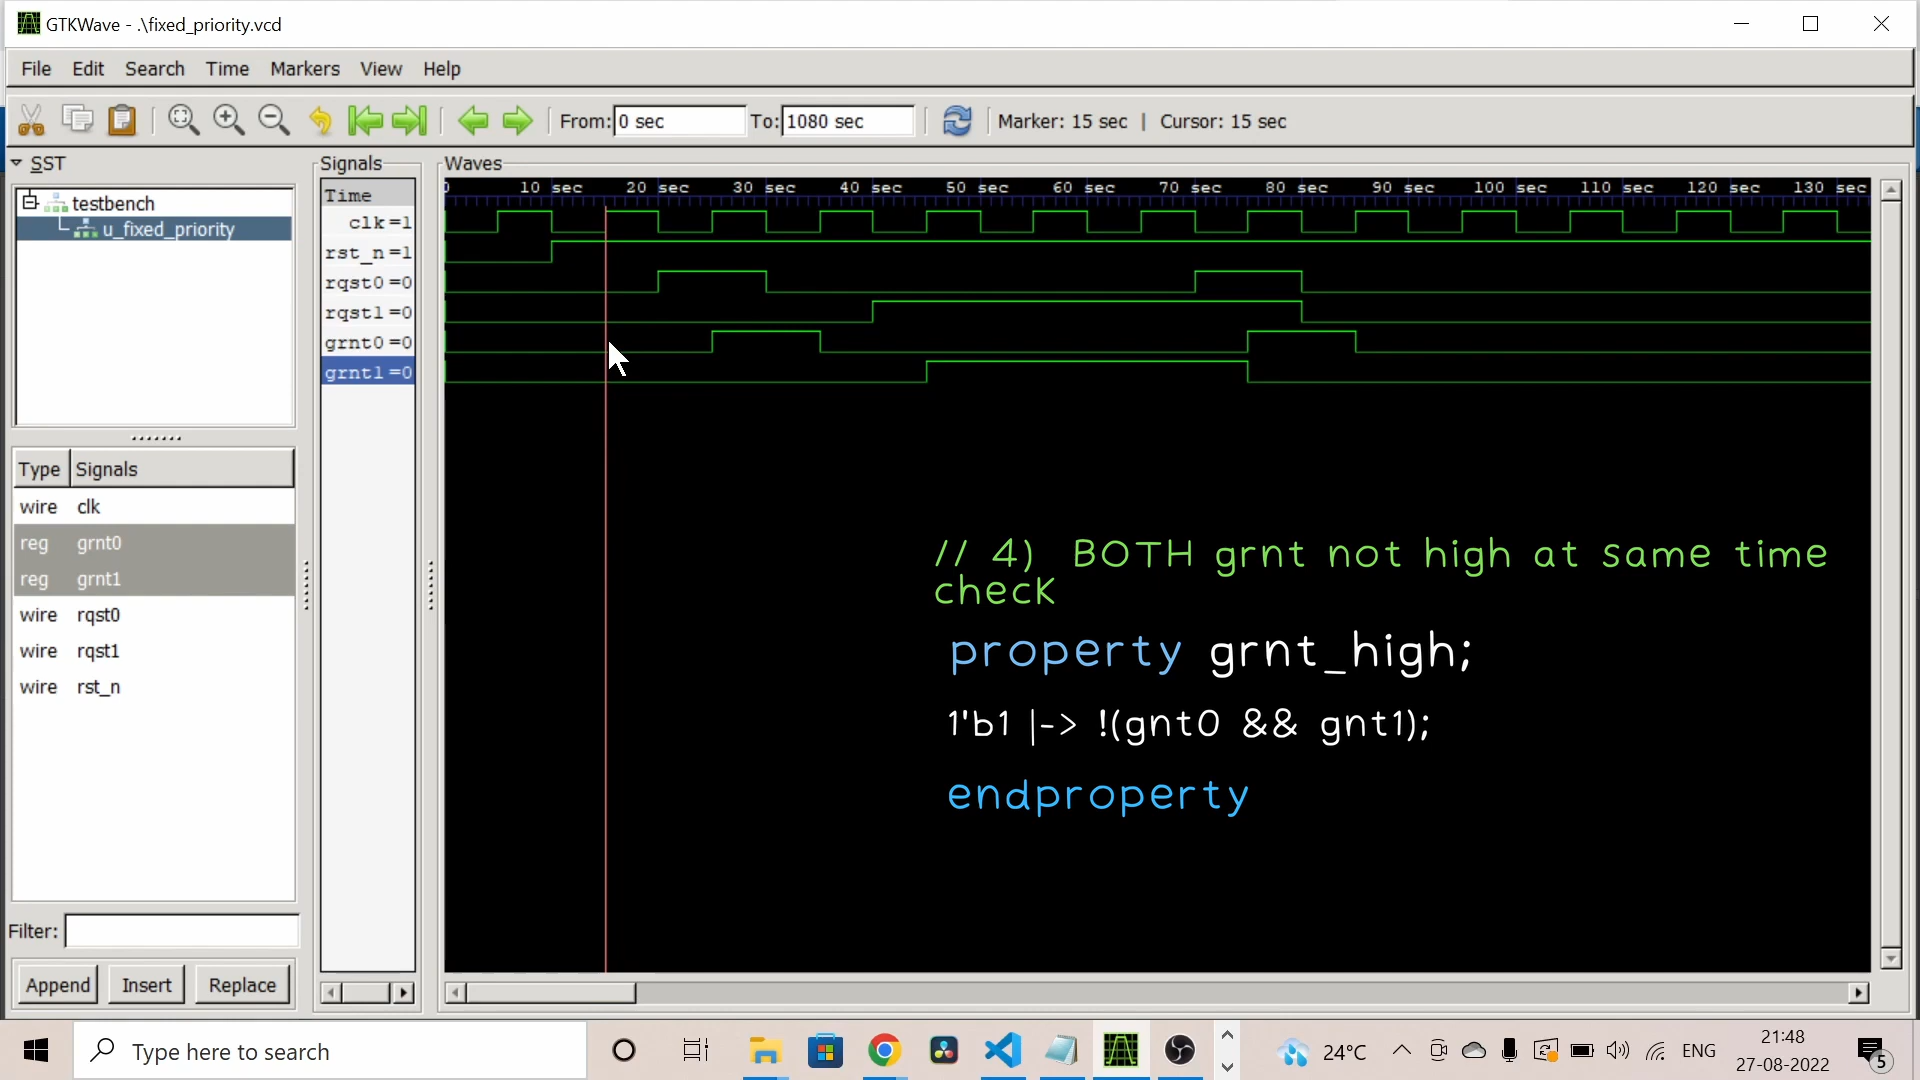 GTKWave - .\fixed_priority.vcd
File Edit Search Time Markers View Help
From: 0 sec To: 1080 sec Marker: 15 sec | Cursor: 15 sec
SST
testbench
u_fixed_priority
Type Signals
wire clk
reg grnt0
reg grnt1
wire rqst0
wire rqst1
wire rst_n
Filter:
Append Insert Replace
Signals
Time
clk =1
rst_n =1
rqst0 =0
rqst1 =0
grnt0 =0
grnt1 =0
Waves
0 10 sec 20 sec 30 sec 40 sec 50 sec 60 sec 70 sec 80 sec 90 sec 100 sec 110 sec 120 sec 130 sec
// 4) BOTH grnt not high at same time
check
property grnt_high;
1'b1 |-> !(gnt0 && gnt1);
endproperty
Type here to search
24°C
ENG
21:48
27-08-2022
5